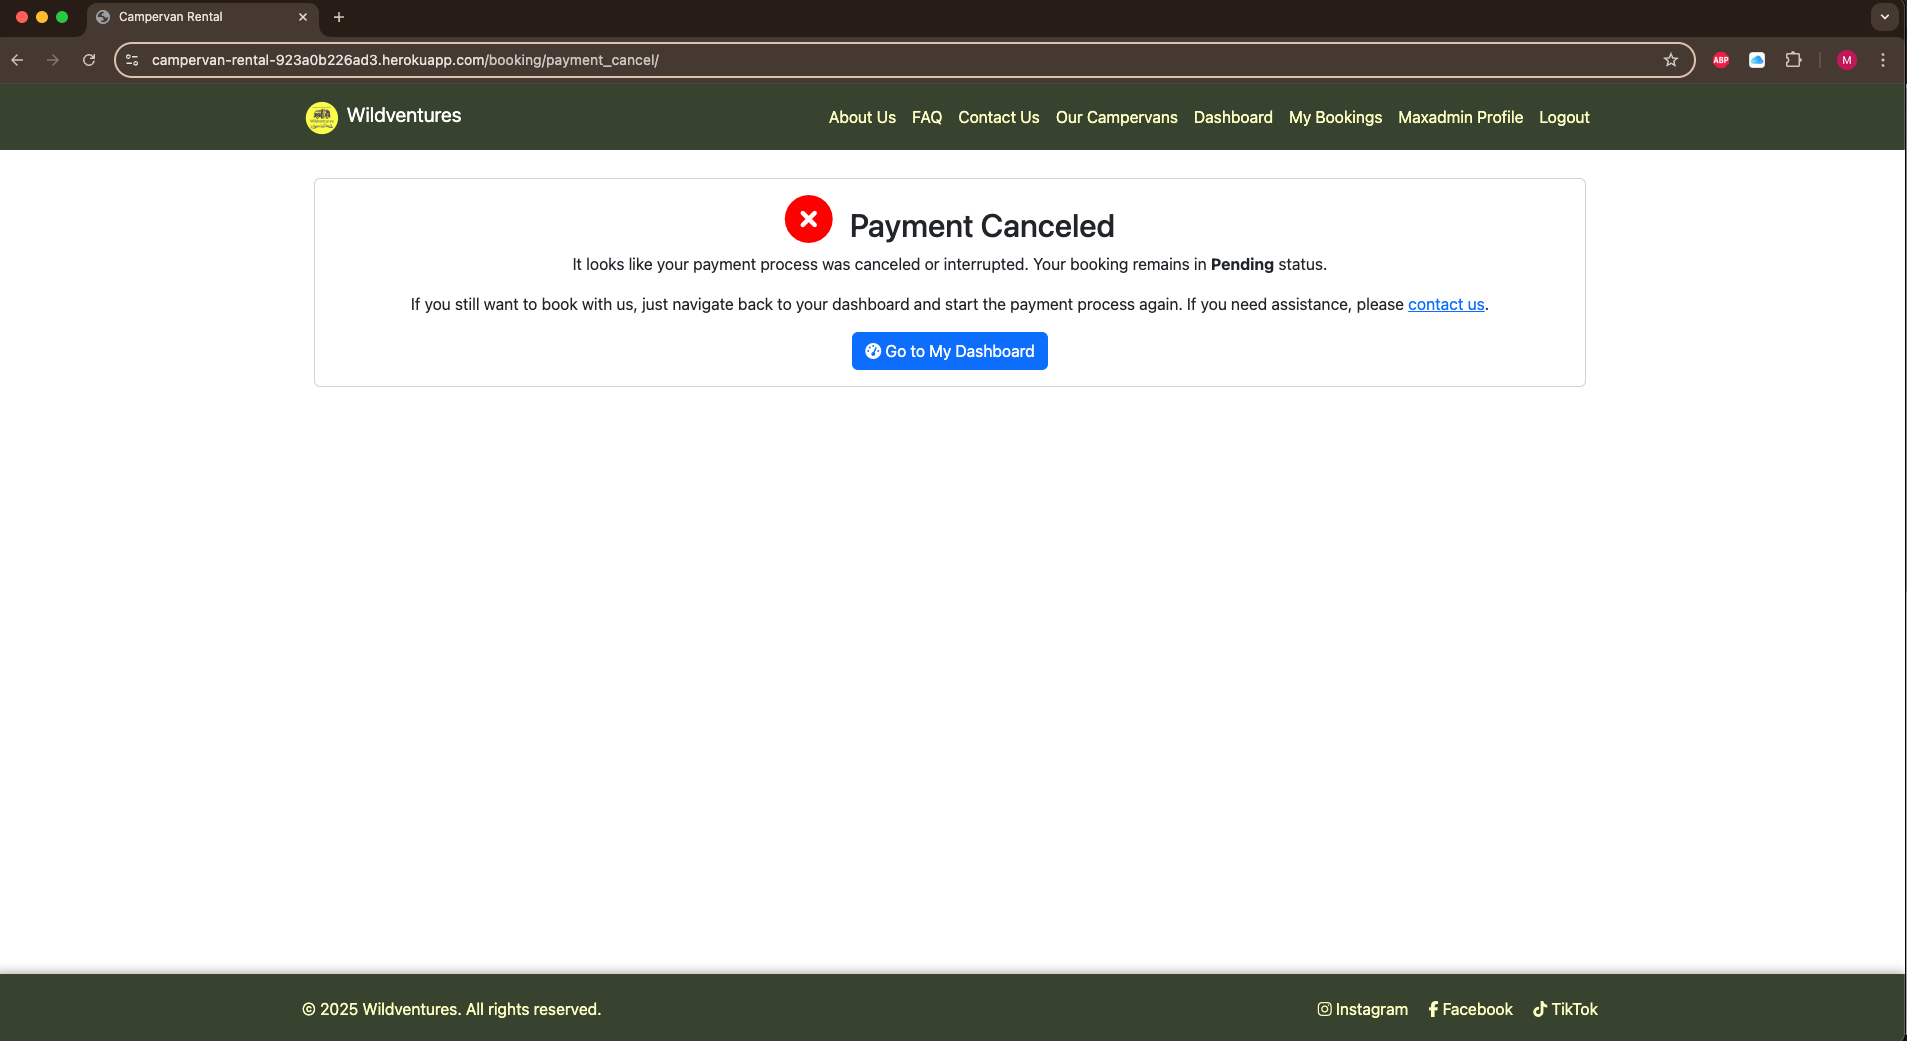 Campervan Rental
campervan-rental-923a0b226ad3.herokuapp.com/booking/payment_cancel/
ABP
M
Wildventures
About Us FAQ Contact Us Our Campervans Dashboard My Bookings Maxadmin Profile Logout
Payment Canceled
It looks like your payment process was canceled or interrupted. Your booking remains in Pending status.
If you still want to book with us, just navigate back to your dashboard and start the payment process again. If you need assistance, please contact us.
Go to My Dashboard
© 2025 Wildventures. All rights reserved.
Instagram Facebook TikTok